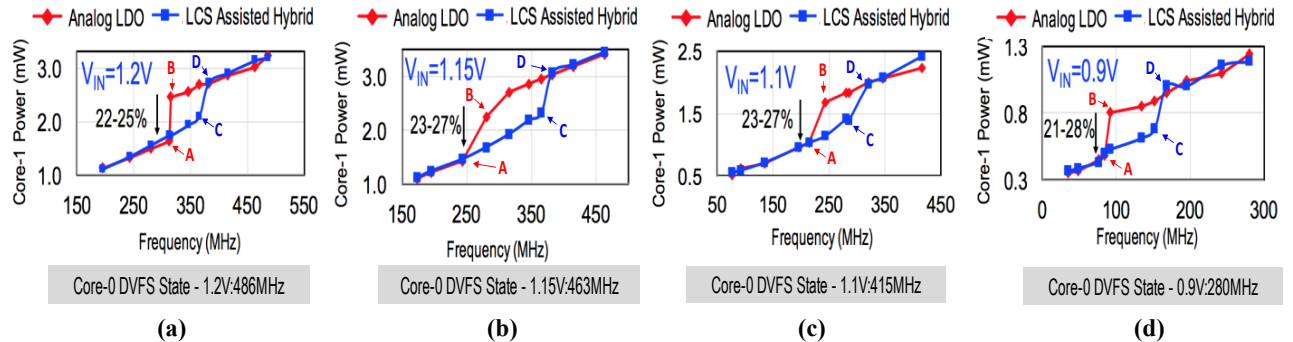 Analog LDO LCS Assisted Hybrid
Core-1 Power (mW)
3.0
2.0
1.0
V_IN=1.2V
22-25%
A
B
C
D
150 250 350 450 550
Frequency (MHz)
Core-0 DVFS State - 1.2V:486MHz
(a)
Analog LDO LCS Assisted Hybrid
Core-1 Power (mW)
4.0
3.0
2.0
1.0
V_IN=1.15V
23-27%
A
B
C
D
150 250 350 450
Frequency (MHz)
Core-0 DVFS State - 1.15V:463MHz
(b)
Analog LDO LCS Assisted Hybrid
Core-1 Power (mW)
2.5
1.5
0.5
V_IN=1.1V
23-27%
A
B
C
D
50 150 250 350 450
Frequency (MHz)
Core-0 DVFS State - 1.1V:415MHz
(c)
Analog LDO LCS Assisted Hybrid
Core-1 Power (mW)
1.3
0.8
0.3
V_IN=0.9V
21-28%
A
B
C
D
0 100 200 300
Frequency (MHz)
Core-0 DVFS State - 0.9V:280MHz
(d)